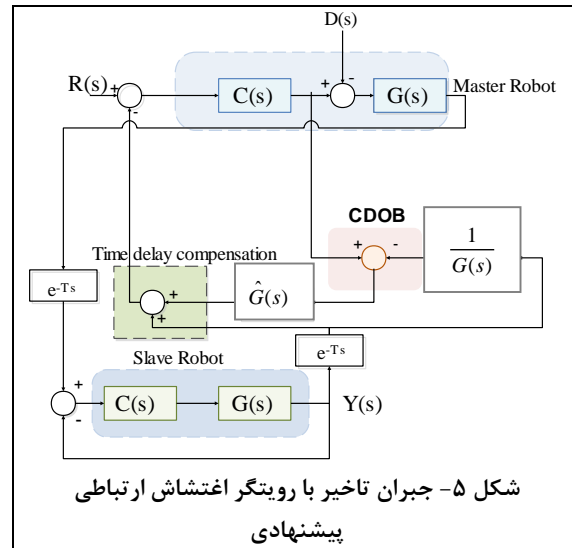 D(s)
R(s)
+
-
C(s)
+
-
G(s)
Master Robot
CDOB
+
-
1
G(s)
Time delay compensation
e-Ts
+
+
Ĝ(s)
e-Ts
Slave Robot
+
-
C(s)
G(s)
Y(s)
شکل ۵- جبران تاخیر با رویتگر اغتشاش ارتباطی
پیشنهادی